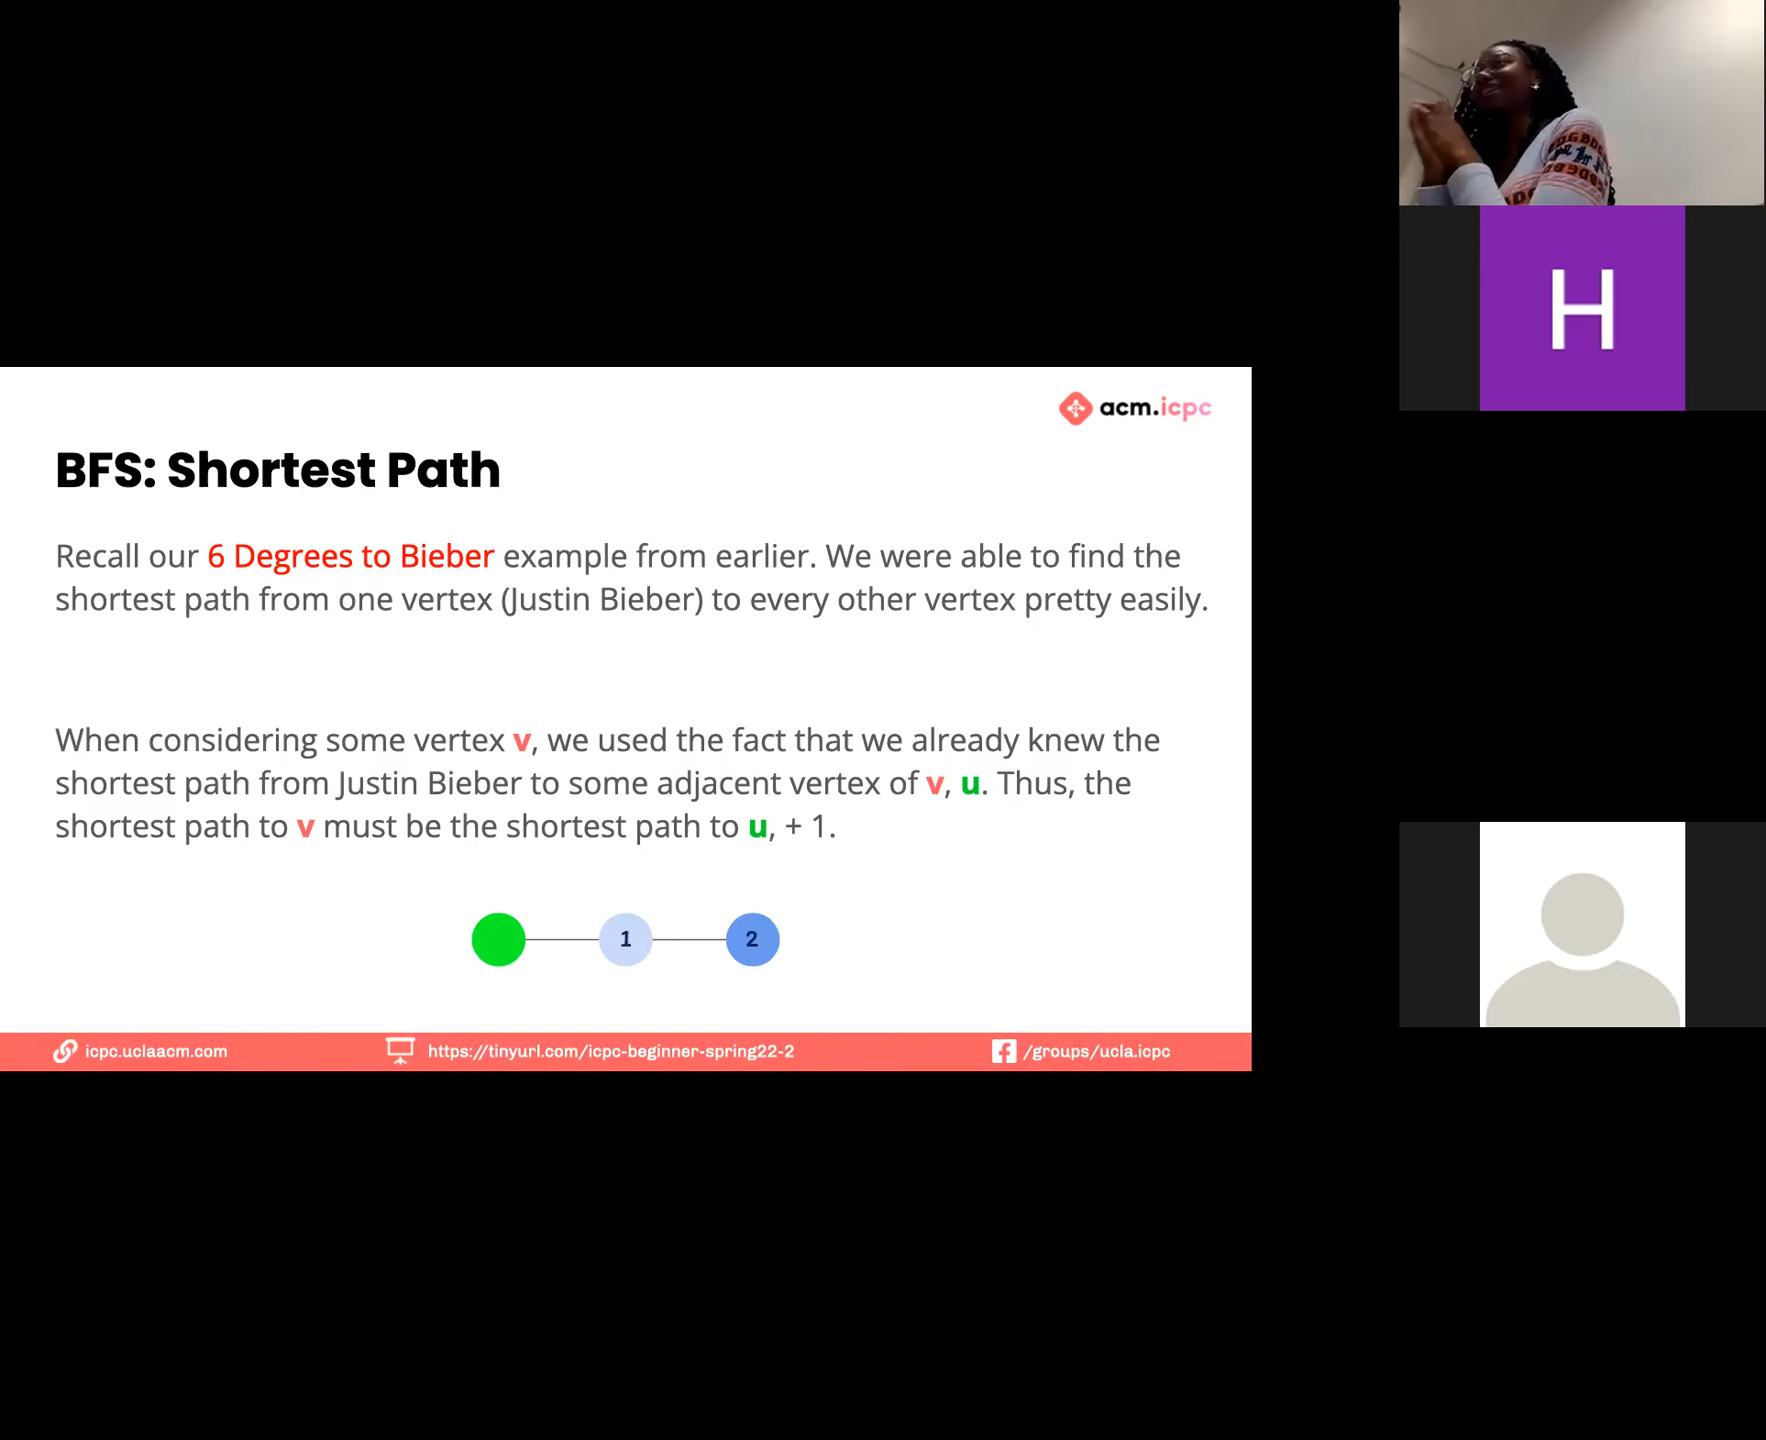 H
acm.icpc
BFS: Shortest Path
Recall our 6 Degrees to Bieber example from earlier. We were able to find the
shortest path from one vertex (Justin Bieber) to every other vertex pretty easily.
When considering some vertex v, we used the fact that we already knew the
shortest path from Justin Bieber to some adjacent vertex of v, u. Thus, the
shortest path to v must be the shortest path to u, + 1.
1
2
icpc.uclaacm.com
https://tinyurl.com/icpc-beginner-spring22-2
/groups/ucla.icpc